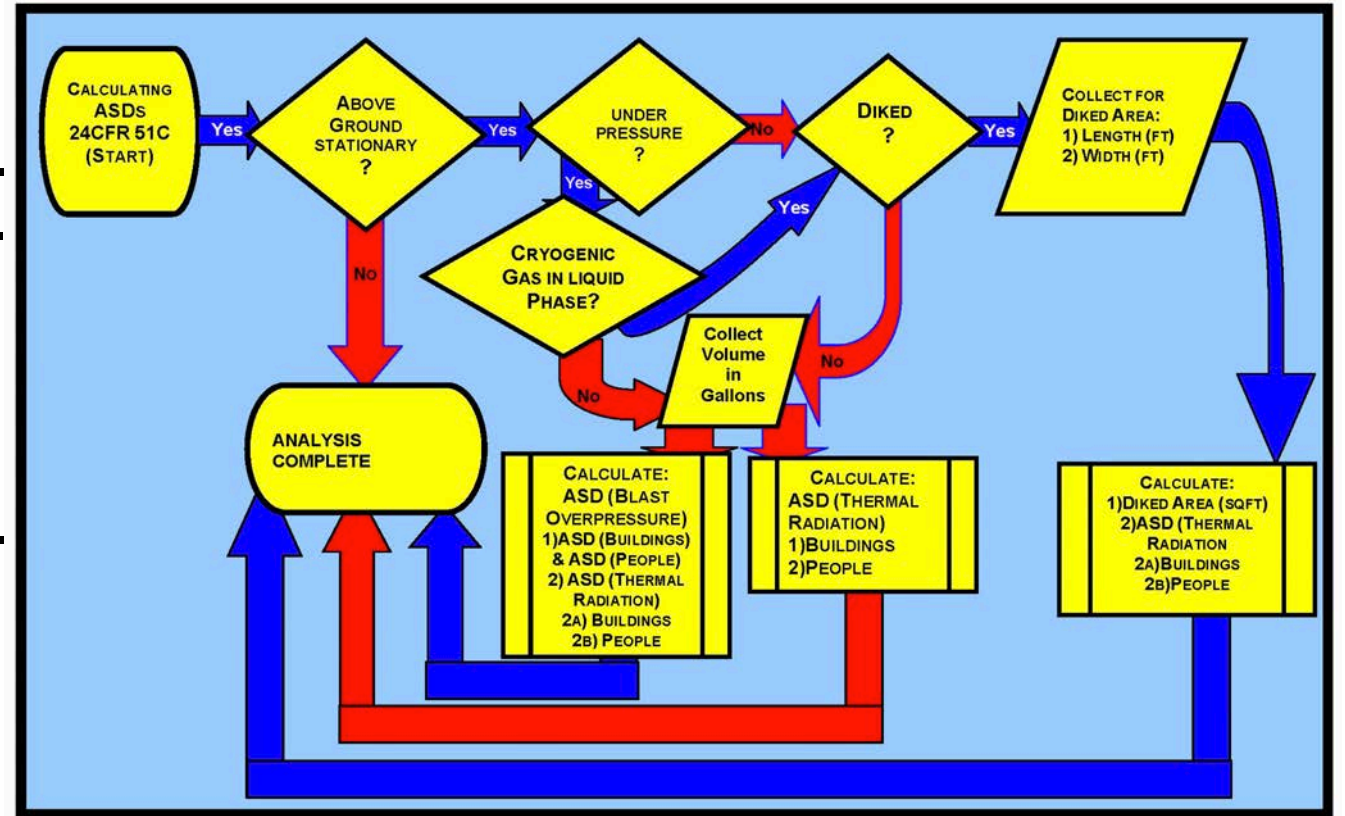 CALCULATING
ASDS
24CFR 51C
(START)
Yes
ABOVE
GROUND
STATIONARY
?
Yes
UNDER
PRESSURE
?
No
DIKED
?
Yes
COLLECT FOR
DIKED AREA:
1) LENGTH (FT)
2) WIDTH (FT)
No
Yes
Yes
CRYOGENIC
GAS IN LIQUID
PHASE?
No
Collect
Volume
in
Gallons
No
ANALYSIS
COMPLETE
CALCULATE:
ASD (BLAST
OVERPRESSURE)
1)ASD (BUILDINGS)
& ASD (PEOPLE)
2) ASD (THERMAL
RADIATION)
2A) BUILDINGS
2B) PEOPLE
CALCULATE:
ASD (THERMAL
RADIATION)
1)BUILDINGS
2)PEOPLE
CALCULATE:
1)DIKED AREA (SQFT)
2)ASD (THERMAL
RADIATION
2A)BUILDINGS
2B)PEOPLE